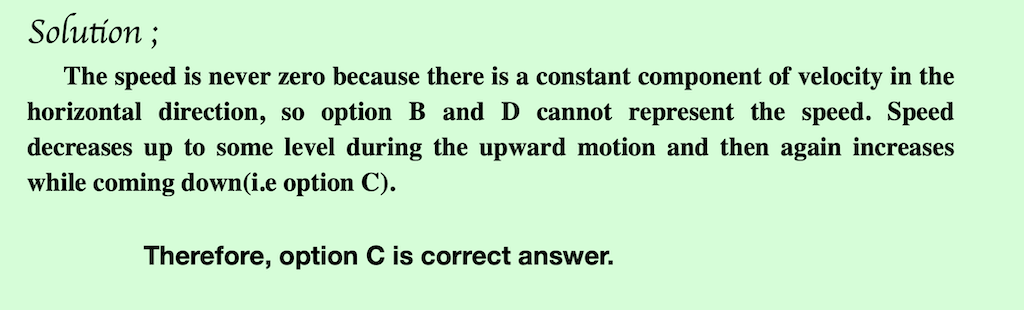 Solution ;
The speed is never zero because there is a constant component of velocity in the
horizontal direction, so option B and D cannot represent the speed. Speed
decreases up to some level during the upward motion and then again increases
while coming down(i.e option C).
Therefore, option C is correct answer.